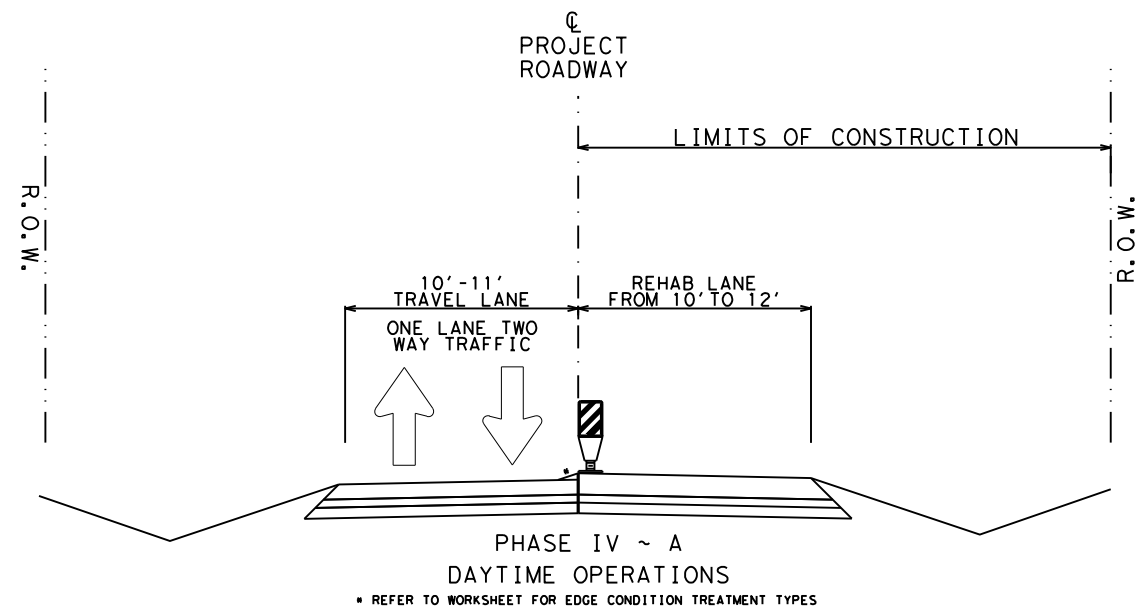 ℄
PROJECT
ROADWAY
LIMITS OF CONSTRUCTION
R.O.W.
R.O.W.
10'-11'
TRAVEL LANE
REHAB LANE
FROM 10' TO 12'
ONE LANE TWO
WAY TRAFFIC
*
PHASE IV ~ A
DAYTIME OPERATIONS
* REFER TO WORKSHEET FOR EDGE CONDITION TREATMENT TYPES